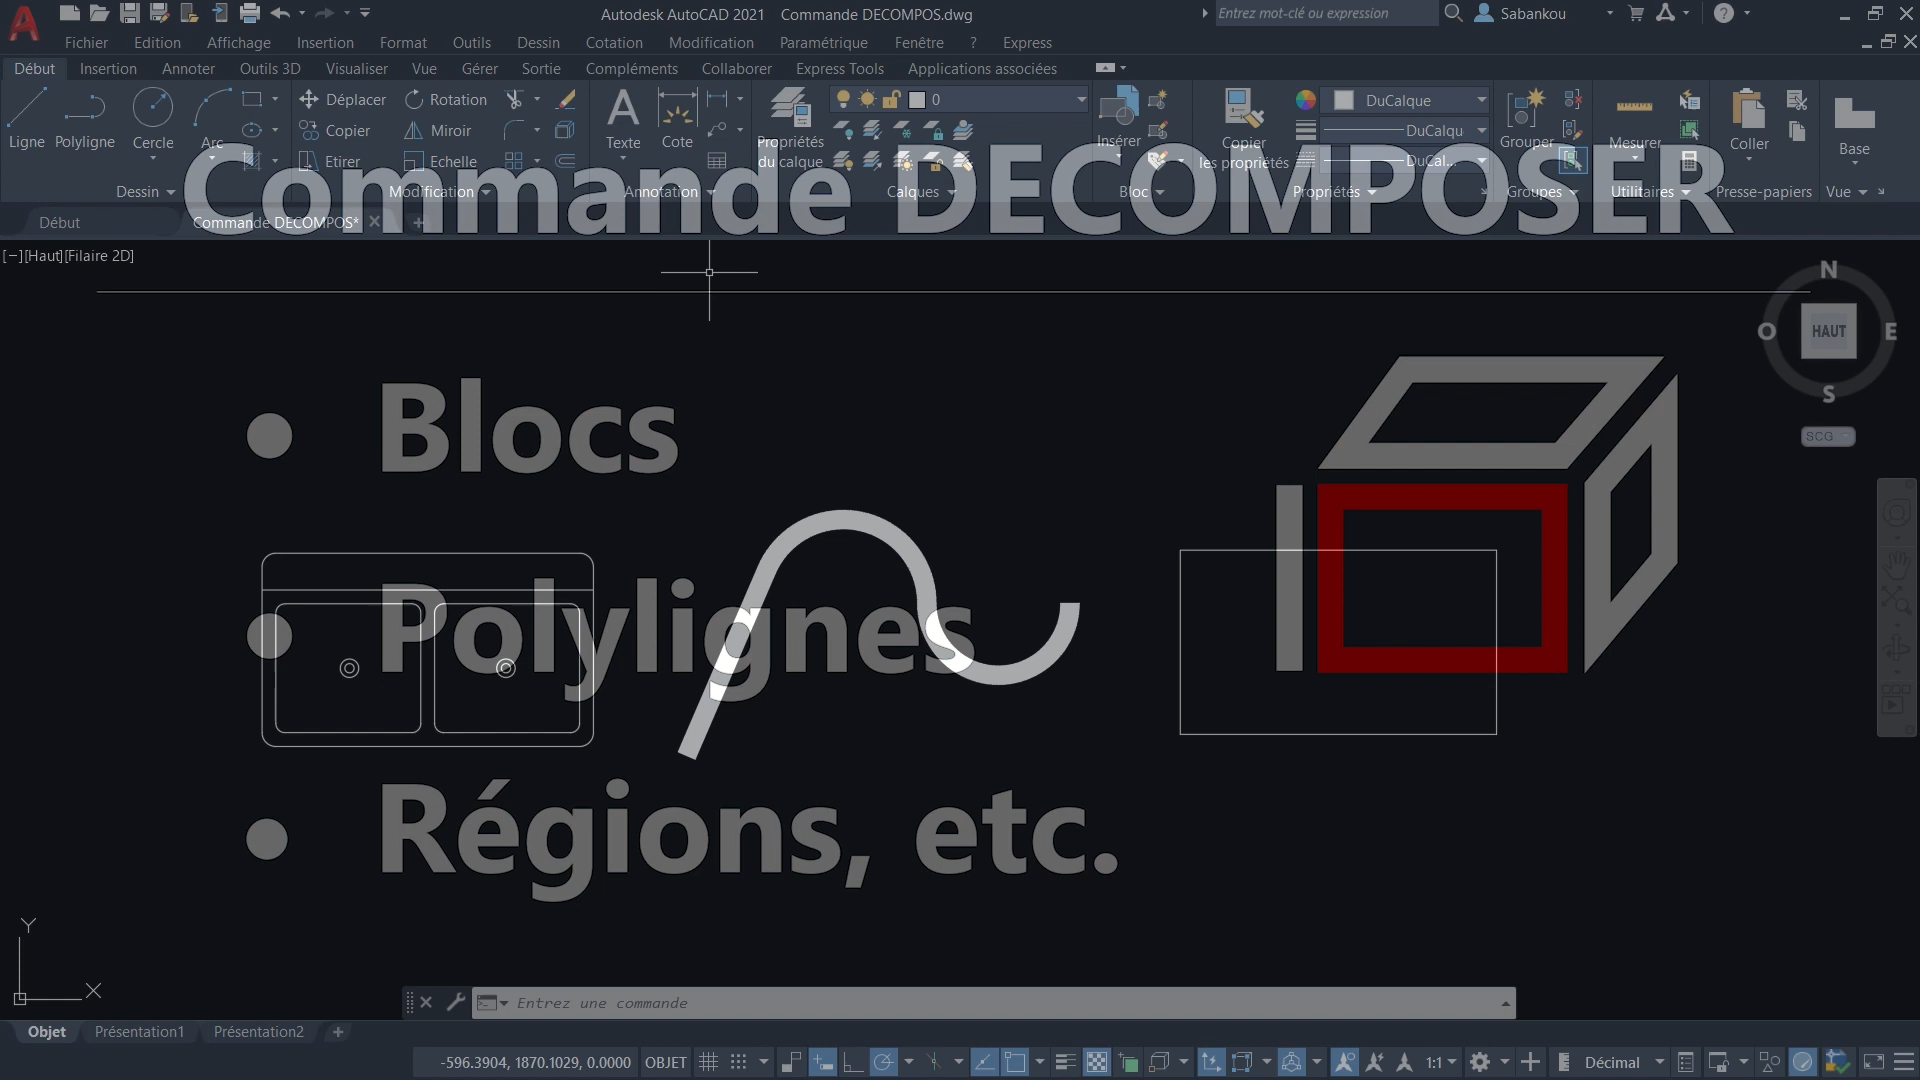 Autodesk AutoCAD 2021 Commande DECOMPOS.dwg
Entrez mot-clé ou expression
Sabankou
Fichier Edition Affichage Insertion Format Outils Dessin Cotation Modification Paramétrique Fenêtre ? Express
Début Insertion Annoter Outils 3D Visualiser Vue Gérer Sortie Compléments Collaborer Express Tools Applications associées
Ligne Polyligne Cercle Arc
Déplacer Rotation
Copier Miroir
Etirer Echelle
Texte Cote
Propriétés du calque
0
Insérer
Copier les propriétés
DuCalque
DuCalqu
DuCal...
Grouper
Mesurer
Coller
Base
Dessin Modification Annotation Calques Bloc Propriétés Groupes Utilitaires Presse-papiers Vue
Commande DECOMPOSER
Début Commande DECOMPOS*
[−][Haut][Filaire 2D]
N
O HAUT E
S
SCG
Blocs
Polylignes
Régions, etc.
Y
X
Entrez une commande
Objet Présentation1 Présentation2 +
-596.3904, 1870.1029, 0.0000 OBJET 1:1 Décimal